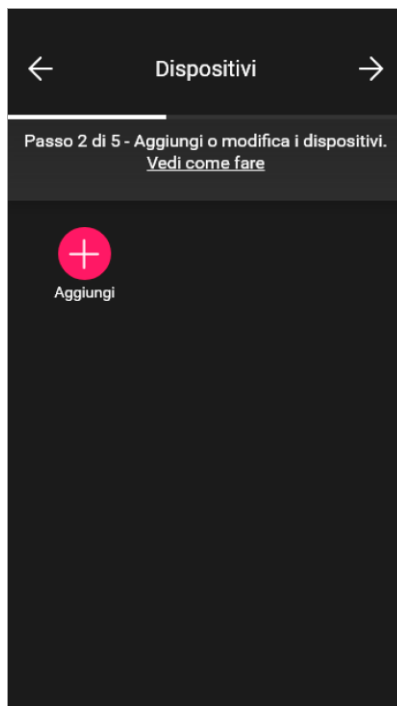 Dispositivi
Passo 2 di 5 - Aggiungi o modifica i dispositivi.
Vedi come fare
Aggiungi